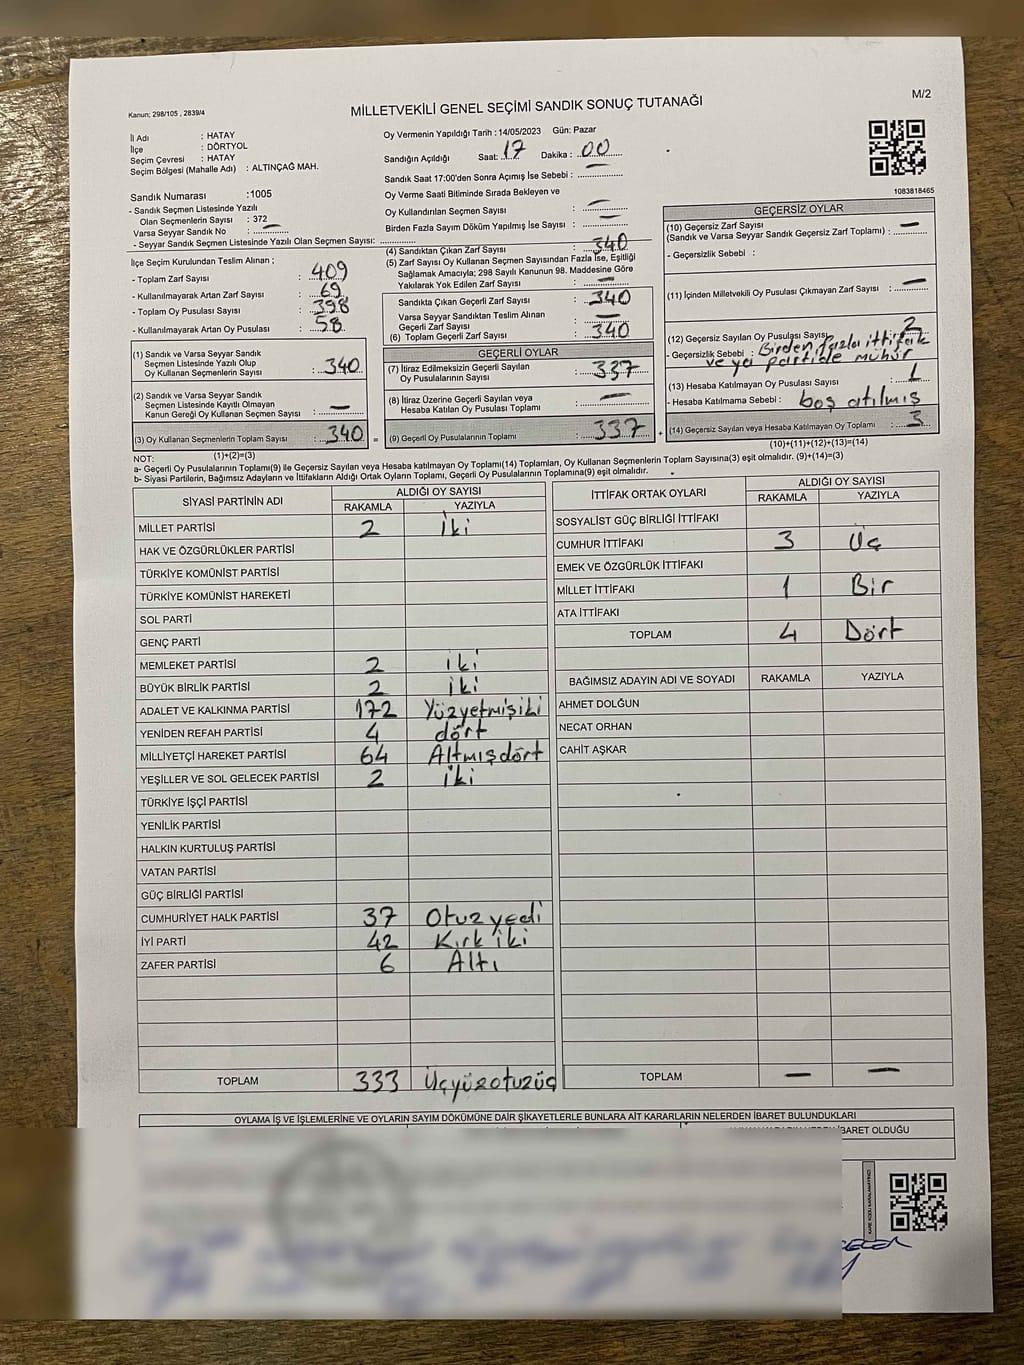 M/2
Kanun; 298/105 , 2839/4
MİLLETVEKİLİ GENEL SEÇİMİ SANDIK SONUÇ TUTANAĞI
İl Adı : HATAY
İlçe : DÖRTYOL
Seçim Çevresi : HATAY
Seçim Bölgesi (Mahalle Adı) : ALTINÇAĞ MAH.
Sandık Numarası :1005
- Sandık Seçmen Listesinde Yazılı
Olan Seçmenlerin Sayısı : 372
Varsa Seyyar Sandık No : —
- Seyyar Sandık Seçmen Listesinde Yazılı Olan Seçmen Sayısı:
İlçe Seçim Kurulundan Teslim Alınan ;
- Toplam Zarf Sayısı : 409
- Kullanılmayarak Artan Zarf Sayısı : 69
- Toplam Oy Pusulası Sayısı : 398
- Kullanılmayarak Artan Oy Pusulası : 58
(1) Sandık ve Varsa Seyyar Sandık
Seçmen Listesinde Yazılı Olup
Oy Kullanan Seçmenlerin Sayısı : 340
(2) Sandık ve Varsa Seyyar Sandık
Seçmen Listesinde Kayıtlı Olmayan
Kanun Gereği Oy Kullanan Seçmen Sayısı : —
(3) Oy Kullanan Seçmenlerin Toplam Sayısı : 340 =
(1)+(2)=(3)
Oy Vermenin Yapıldığı Tarih : 14/05/2023 Gün: Pazar
Sandığın Açıldığı Saat: 17 Dakika : 00
Sandık Saat 17:00'den Sonra Açımış İse Sebebi :
Oy Verme Saati Bitiminde Sırada Bekleyen ve
Oy Kullandırılan Seçmen Sayısı : —
Birden Fazla Sayım Döküm Yapılmış İse Sayısı : —
(4) Sandıktan Çıkan Zarf Sayısı : 340
(5) Zarf Sayısı Oy Kullanan Seçmen Sayısından Fazla İse, Eşitliği
Sağlamak Amacıyla; 298 Sayılı Kanunun 98. Maddesine Göre
Yakılarak Yok Edilen Zarf Sayısı : —
Sandıkta Çıkan Geçerli Zarf Sayısı : 340
Varsa Seyyar Sandıktan Teslim Alınan
Geçerli Zarf Sayısı : —
(6) Toplam Geçerli Zarf Sayısı : 340
GEÇERLİ OYLAR
(7) İtiraz Edilmeksizin Geçerli Sayılan
Oy Pusulalarının Sayısı : 337
(8) İtiraz Üzerine Geçerli Sayılan veya
Hesaba Katılan Oy Pusulası Toplamı : —
(9) Geçerli Oy Pusulalarının Toplamı : 337 +
1083818465
GEÇERSİZ OYLAR
(10) Geçersiz Zarf Sayısı
(Sandık ve Varsa Seyyar Sandık Geçersiz Zarf Toplamı) : —
- Geçersizlik Sebebi :
(11) İçinden Milletvekili Oy Pusulası Çıkmayan Zarf Sayısı : —
(12) Geçersiz Sayılan Oy Pusulası Sayısı : 2
- Geçersizlik Sebebi : Birden fazla ittifak
veya partide mühür
(13) Hesaba Katılmayan Oy Pusulası Sayısı : 1
- Hesaba Katılmama Sebebi : boş atılmış
(14) Geçersiz Sayılan veya Hesaba Katılmayan Oy Toplamı : 3
(10)+(11)+(12)+(13)=(14)
NOT:
a- Geçerli Oy Pusulalarının Toplamı(9) ile Geçersiz Sayılan veya Hesaba katılmayan Oy Toplamı(14) Toplamları, Oy Kullanan Seçmenlerin Toplam Sayısına(3) eşit olmalıdır. (9)+(14)=(3)
b- Siyasi Partilerin, Bağımsız Adayların ve İttifakların Aldığı Ortak Oyların Toplamı, Geçerli Oy Pusulalarının Toplamına(9) eşit olmalıdır.
SİYASİ PARTİNİN ADI ALDIĞI OY SAYISI
RAKAMLA YAZIYLA
MİLLET PARTİSİ 2 iki
HAK VE ÖZGÜRLÜKLER PARTİSİ
TÜRKİYE KOMÜNİST PARTİSİ
TÜRKİYE KOMÜNİST HAREKETİ
SOL PARTİ
GENÇ PARTİ
MEMLEKET PARTİSİ 2 iki
BÜYÜK BİRLİK PARTİSİ 2 iki
ADALET VE KALKINMA PARTİSİ 172 Yüzyetmişiki
YENİDEN REFAH PARTİSİ 4 dört
MİLLİYETÇİ HAREKET PARTİSİ 64 Altmışdört
YEŞİLLER VE SOL GELECEK PARTİSİ 2 iki
TÜRKİYE İŞÇİ PARTİSİ
YENİLİK PARTİSİ
HALKIN KURTULUŞ PARTİSİ
VATAN PARTİSİ
GÜÇ BİRLİĞİ PARTİSİ
CUMHURİYET HALK PARTİSİ 37 Otuzyedi
İYİ PARTİ 42 Kırkiki
ZAFER PARTİSİ 6 Altı
TOPLAM 333 Üçyüzotuzüç
İTTİFAK ORTAK OYLARI ALDIĞI OY SAYISI
RAKAMLA YAZIYLA
SOSYALİST GÜÇ BİRLİĞİ İTTİFAKI
CUMHUR İTTİFAKI 3 Üç
EMEK VE ÖZGÜRLÜK İTTİFAKI
MİLLET İTTİFAKI 1 Bir
ATA İTTİFAKI
TOPLAM 4 Dört
BAĞIMSIZ ADAYIN ADI VE SOYADI RAKAMLA YAZIYLA
AHMET DOLĞUN
NECAT ORHAN
CAHİT AŞKAR
TOPLAM — —
OYLAMA İŞ VE İŞLEMLERİNE VE OYLARIN SAYIM DÖKÜMÜNE DAİR ŞİKAYETLERLE BUNLARA AİT KARARLARIN NELERDEN İBARET BULUNDUKLARI
İBARET OLDUĞU